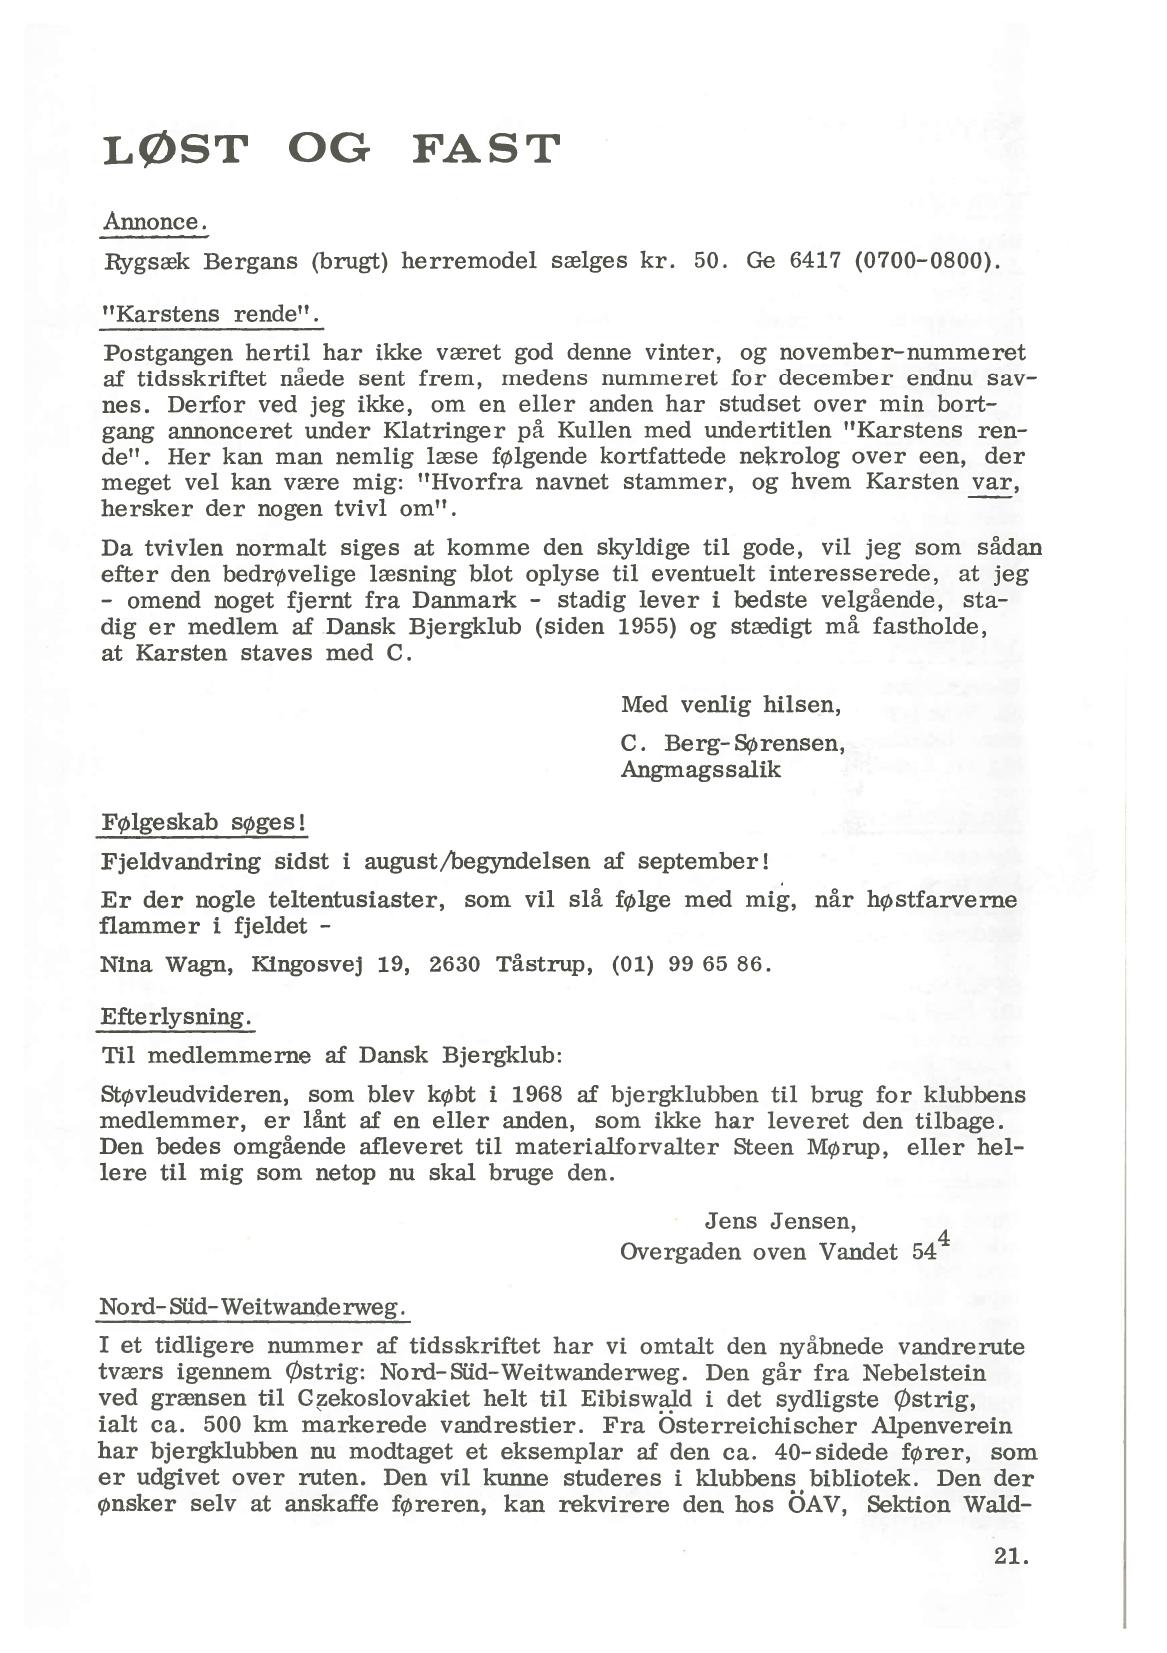 LØST OG FAST
Annonce.
Rygsæk Bergans (brugt) herremodel sælges kr. 50. Ge 6417 (0700-0800).
"Karstens rende".
Postgangen hertil har ikke været god denne vinter, og november-nummeret
af tidsskriftet nåede sent frem, medens nummeret for december endnu sav-
nes. Derfor ved jeg ikke, om en eller anden har studset over min bort-
gang annonceret under Klatringer på Kullen med undertitlen "Karstens ren-
de". Her kan man nemlig læse følgende kortfattede nekrolog over een, der
meget vel kan være mig: "Hvorfra navnet stammer, og hvem Karsten var,
hersker der nogen tvivl om".
Da tvivlen normalt siges at komme den skyldige til gode, vil jeg som sådan
efter den bedrøvelige læsning blot oplyse til eventuelt interesserede, at jeg
- omend noget fjernt fra Danmark - stadig lever i bedste velgående, sta-
dig er medlem af Dansk Bjergklub (siden 1955) og stædigt må fastholde,
at Karsten staves med C.
Med venlig hilsen,
C. Berg-Sørensen,
Angmagssalik
Følgeskab søges!
Fjeldvandring sidst i august/begyndelsen af september!
Er der nogle teltentusiaster, som vil slå følge med mig, når høstfarverne
flammer i fjeldet -
Nina Wagn, Kingosvej 19, 2630 Tåstrup, (01) 99 65 86.
Efterlysning.
Til medlemmerne af Dansk Bjergklub:
Støvleudvideren, som blev købt i 1968 af bjergklubben til brug for klubbens
medlemmer, er lånt af en eller anden, som ikke har leveret den tilbage.
Den bedes omgående afleveret til materialforvalter Steen Mørup, eller hel-
lere til mig som netop nu skal bruge den.
Jens Jensen,
Overgaden oven Vandet 54⁴
Nord-Süd-Weitwanderweg.
I et tidligere nummer af tidsskriftet har vi omtalt den nyåbnede vandrerute
tværs igennem Østrig: Nord-Süd-Weitwanderweg. Den går fra Nebelstein
ved grænsen til Czekoslovakiet helt til Eibiswald i det sydligste Østrig,
ialt ca. 500 km markerede vandrestier. Fra Österreichischer Alpenverein
har bjergklubben nu modtaget et eksemplar af den ca. 40-sidede fører, som
er udgivet over ruten. Den vil kunne studeres i klubbens bibliotek. Den der
ønsker selv at anskaffe føreren, kan rekvirere den hos ÖAV, Sektion Wald-
21.